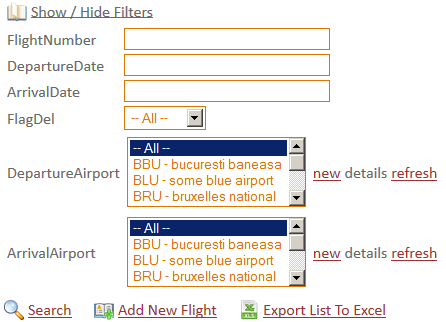 Show / Hide Filters
FlightNumber
DepartureDate
ArrivalDate
FlagDel -- All --
DepartureAirport
-- All --
BBU - bucuresti baneasa
BLU - some blue airport
BRU - bruxelles national
new details refresh
ArrivalAirport
-- All --
BBU - bucuresti baneasa
BLU - some blue airport
BRU - bruxelles national
new details refresh
Search Add New Flight XLS Export List To Excel